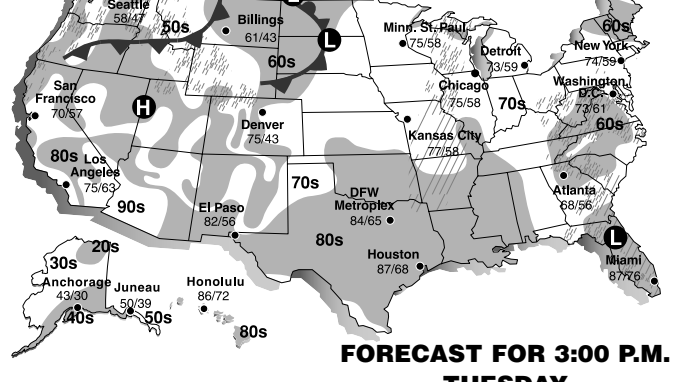 Seattle
58/47
50s
Billings
61/43
60s
L
Minn. St. Paul
75/58
Detroit
73/59
60s
New York
74/59
San
Francisco
70/57
H
Denver
75/43
Chicago
75/58
70s
Washington,
D.C.
73/61
60s
Kansas City
77/58
80s
Los
Angeles
75/63
90s
El Paso
82/56
70s
DFW
Metroplex
84/65
80s
Atlanta
68/56
Houston
87/68
L
Miami
87/76
20s
30s
Anchorage
43/30
40s
Juneau
50/39
50s
Honolulu
86/72
80s
FORECAST FOR 3:00 P.M.
TUESDAY